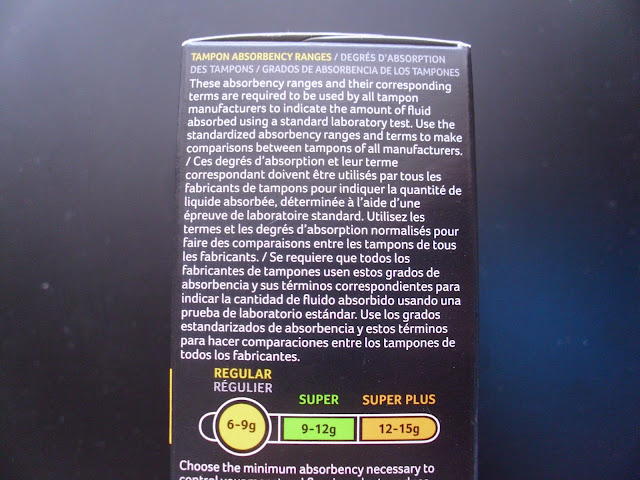 TAMPON ABSORBENCY RANGES / DEGRÉS D'ABSORPTION
DES TAMPONS / GRADOS DE ABSORBENCIA DE LOS TAMPONES
These absorbency ranges and their corresponding
terms are required to be used by all tampon
manufacturers to indicate the amount of fluid
absorbed using a standard laboratory test. Use the
standardized absorbency ranges and terms to make
comparisons between tampons of all manufacturers.
/ Ces degrés d'absorption et leur terme
correspondant doivent être utilisés par tous les
fabricants de tampons pour indiquer la quantité de
liquide absorbée, déterminée à l'aide d'une
épreuve de laboratoire standard. Utilisez les
termes et les degrés d'absorption normalisés pour
faire des comparaisons entre les tampons de tous
les fabricants. / Se requiere que todos los
fabricantes de tampones usen estos grados de
absorbencia y sus términos correspondientes para
indicar la cantidad de fluido absorbido usando una
prueba de laboratorio estándar. Use los grados
estandarizados de absorbencia y estos términos
para hacer comparaciones entre los tampones de
todos los fabricantes.
REGULAR
RÉGULIER
SUPER
SUPER PLUS
6-9g
9-12g
12-15g
Choose the minimum absorbency necessary to